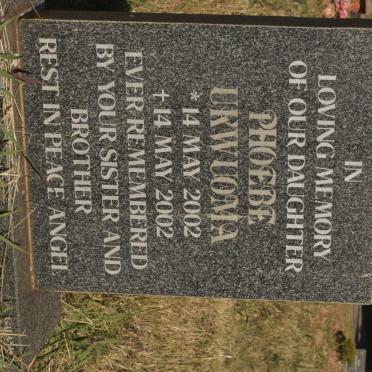 IN
LOVING MEMORY
OF OUR DAUGHTER
PHOEBE
UKWUOMA
* 14 MAY 2002
+ 14 MAY 2002
EVER REMEMBERED
BY YOUR SISTER AND
BROTHER
REST IN PEACE ANGEL